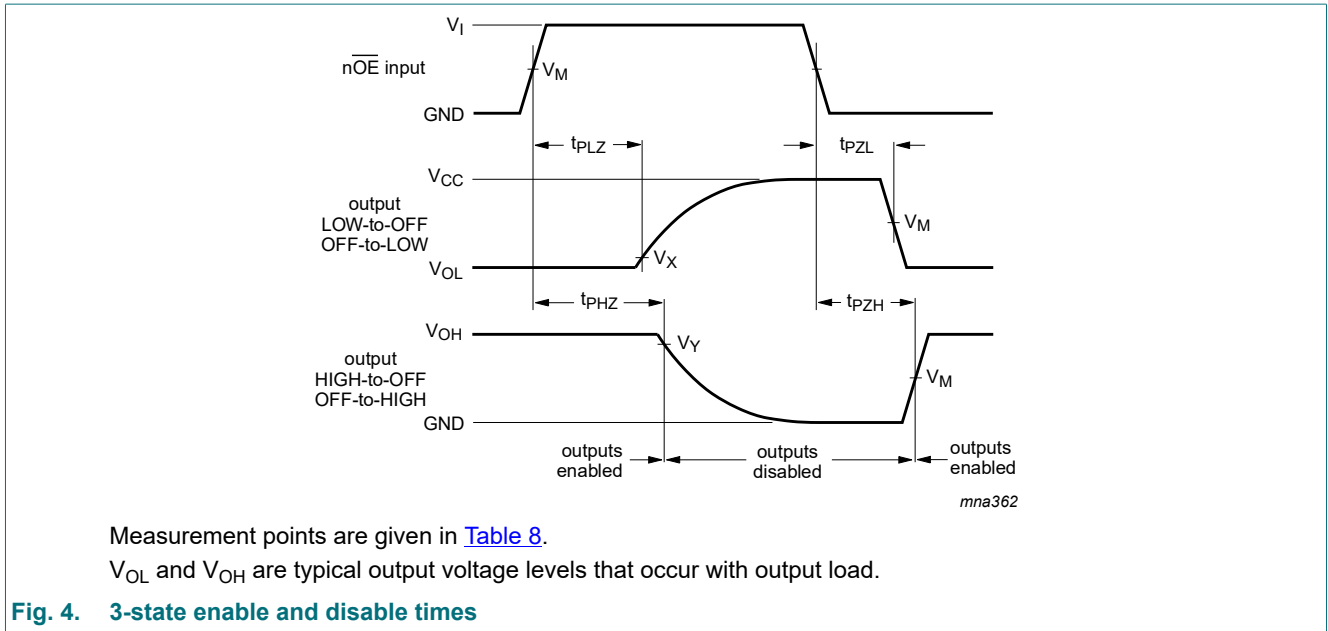 V_I
nOE input
V_M
GND
t_PLZ
t_PZL
V_CC
output
LOW-to-OFF
OFF-to-LOW
V_M
V_X
V_OL
t_PHZ
t_PZH
V_OH
V_Y
output
HIGH-to-OFF
OFF-to-HIGH
V_M
GND
outputs
enabled
outputs
disabled
outputs
enabled
mna362
Measurement points are given in Table 8.
V_OL and V_OH are typical output voltage levels that occur with output load.
Fig. 4. 3-state enable and disable times